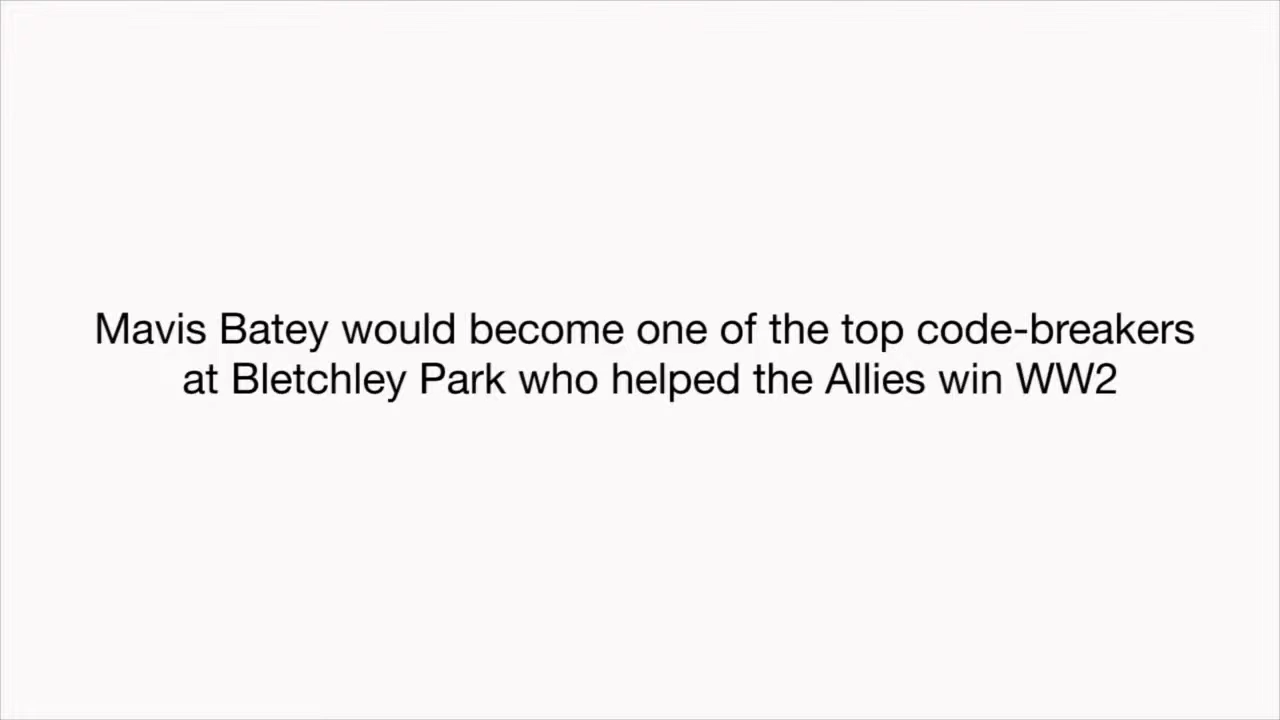 Mavis Batey would become one of the top code-breakers
at Bletchley Park who helped the Allies win WW2